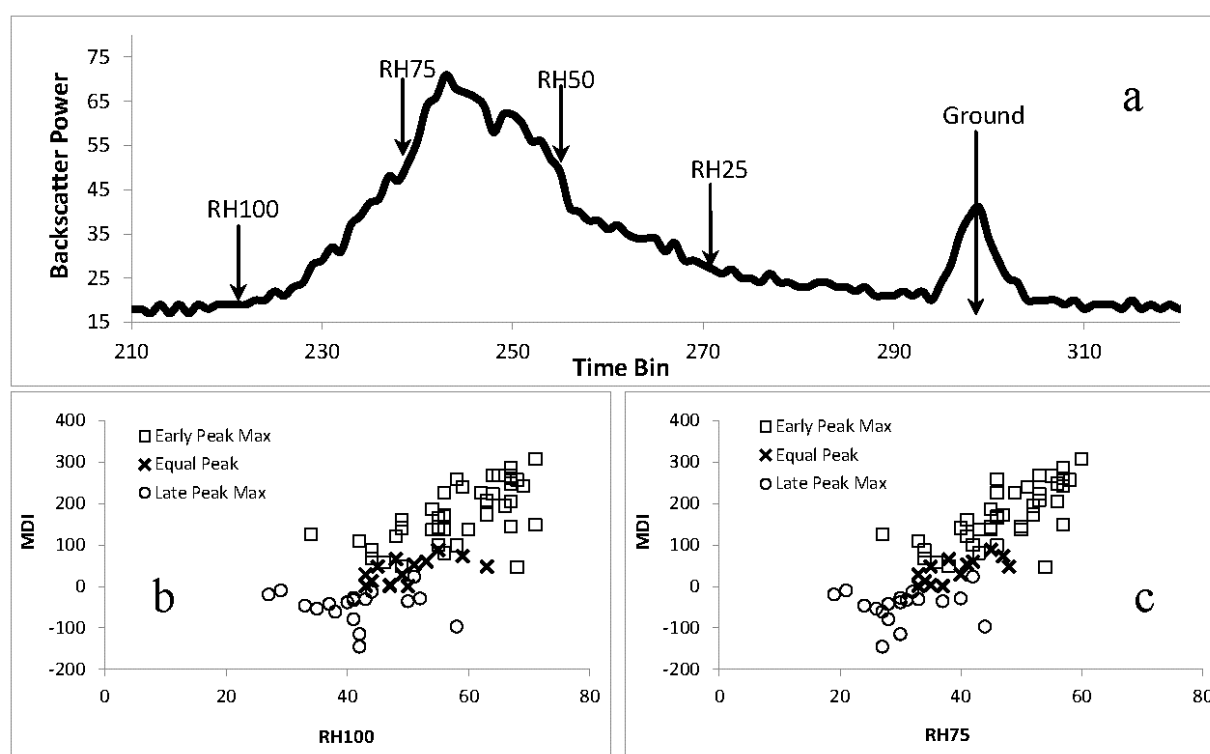 a
Backscatter Power
75
65
55
45
35
25
15
RH100
RH75
RH50
RH25
Ground
210
230
250
270
290
310
Time Bin
b
MDI
400
300
200
100
0
-100
-200
Early Peak Max
Equal Peak
Late Peak Max
0
20
40
60
80
RH100
c
MDI
400
300
200
100
0
-100
-200
Early Peak Max
Equal Peak
Late Peak Max
0
20
40
60
80
RH75